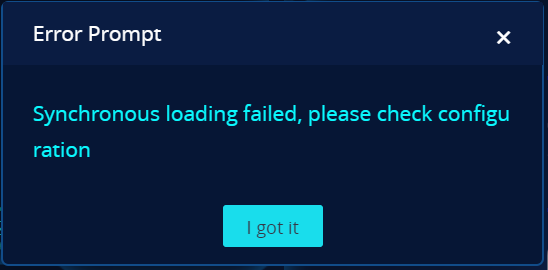 Error Prompt
×
Synchronous loading failed, please check configu
ration
I got it